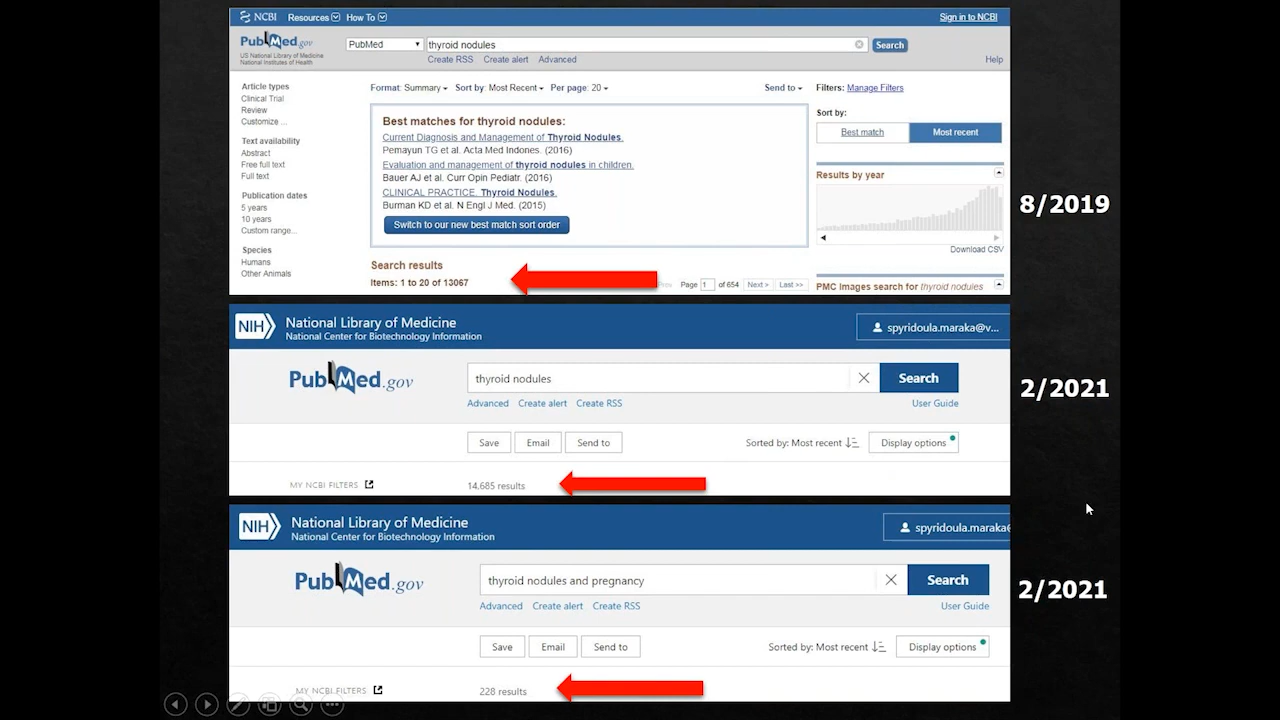 NCBI Resources How To Sign in to NCBI
PubMed.gov
US National Library of Medicine
National Institutes of Health
PubMed thyroid nodules Search
Create RSS Create alert Advanced Help
Article types
Clinical Trial
Review
Customize ...
Text availability
Abstract
Free full text
Full text
Publication dates
5 years
10 years
Custom range...
Species
Humans
Other Animals
Format: Summary Sort by: Most Recent Per page: 20 Send to
Best matches for thyroid nodules:
Current Diagnosis and Management of Thyroid Nodules.
Pemayun TG et al. Acta Med Indones. (2016)
Evaluation and management of thyroid nodules in children.
Bauer AJ et al. Curr Opin Pediatr. (2016)
CLINICAL PRACTICE. Thyroid Nodules.
Burman KD et al. N Engl J Med. (2015)
Switch to our new best match sort order
Search results
Items: 1 to 20 of 13067
Page 1 of 654 Next > Last >>
Filters: Manage Filters
Sort by:
Best match Most recent
Results by year
Download CSV
PMC Images search for thyroid nodules
8/2019
NIH National Library of Medicine
National Center for Biotechnology Information
spyridoula.maraka@v...
PubMed.gov
thyroid nodules Search
Advanced Create alert Create RSS User Guide
Save Email Send to Sorted by: Most recent Display options
MY NCBI FILTERS 14,685 results
2/2021
NIH National Library of Medicine
National Center for Biotechnology Information
spyridoula.maraka@
PubMed.gov
thyroid nodules and pregnancy Search
Advanced Create alert Create RSS User Guide
Save Email Send to Sorted by: Most recent Display options
MY NCBI FILTERS 228 results
2/2021